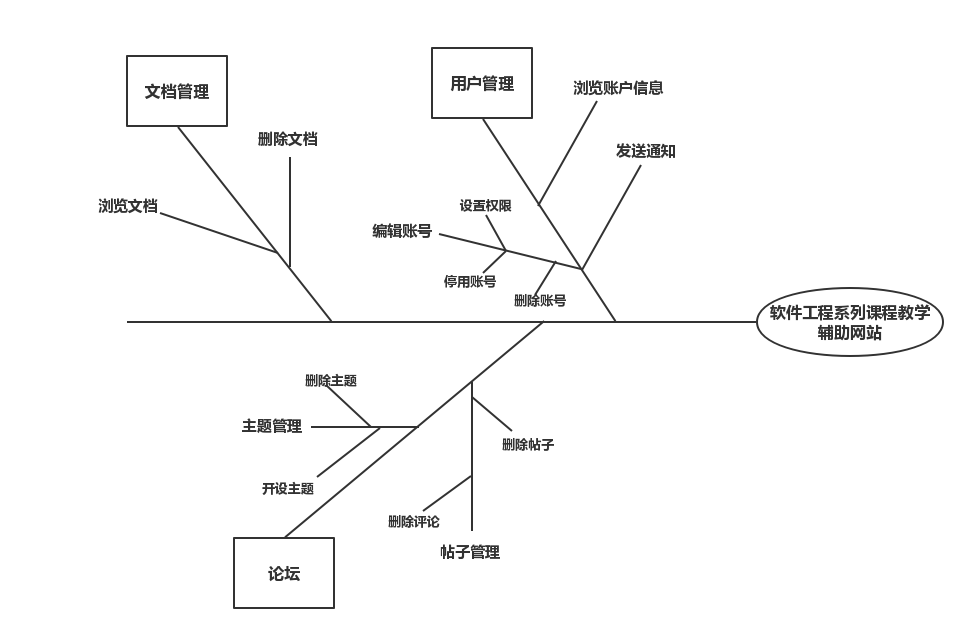 文档管理
用户管理
浏览账户信息
删除文档
发送通知
浏览文档
设置权限
编辑账号
停用账号
删除账号
软件工程系列课程教学
辅助网站
删除主题
主题管理
删除帖子
开设主题
删除评论
帖子管理
论坛